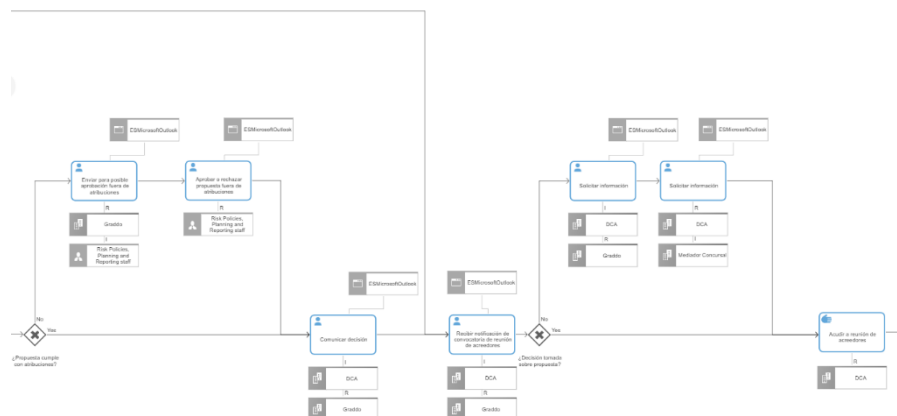 ESMicrosoftOutlook
ESMicrosoftOutlook
ESMicrosoftOutlook
ESMicrosoftOutlook
Enviar para posible
aprobación fuera de
atribuciones
Aprobar o rechazar
propuesta fuera de
atribuciones
Solicitar información
Solicitar información
R
R
I
R
Graddo
Risk Policies,
Planning and
Reporting staff
DCA
DCA
I
R
I
Risk Policies,
Planning and
Reporting staff
Graddo
Mediador Concursal
ESMicrosoftOutlook
ESMicrosoftOutlook
No
Yes
¿Propuesta cumple
con atribuciones?
Comunicar decisión
Recibir notificación de
convocatoria de reunión
de acreedores
No
Yes
¿Decisión tomada
sobre propuesta?
Acudir a reunión de
acreedores
I
I
R
DCA
DCA
DCA
R
R
Graddo
Graddo